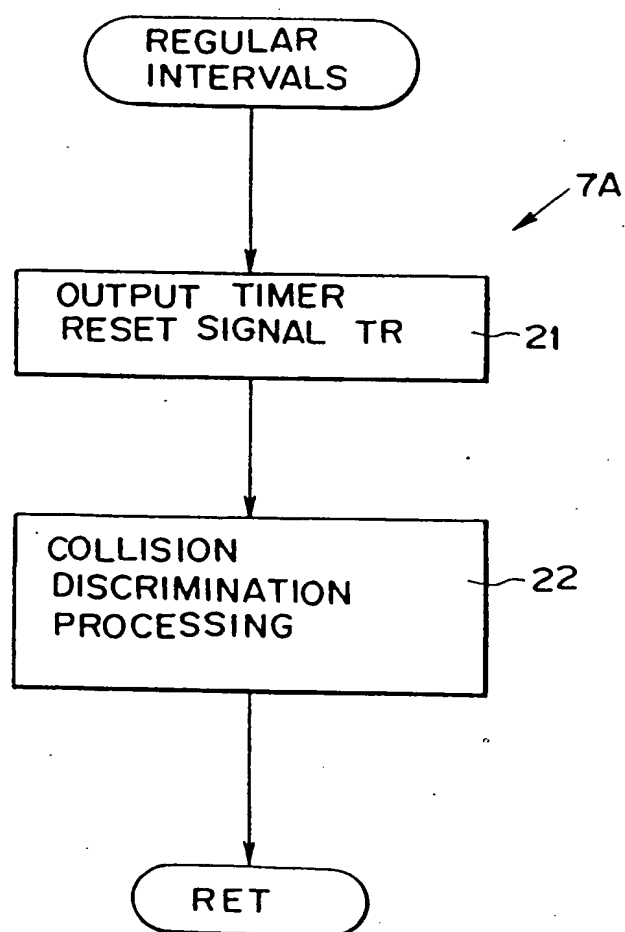 REGULAR
INTERVALS
7A
OUTPUT TIMER
RESET SIGNAL TR
21
COLLISION
DISCRIMINATION
PROCESSING
22
RET